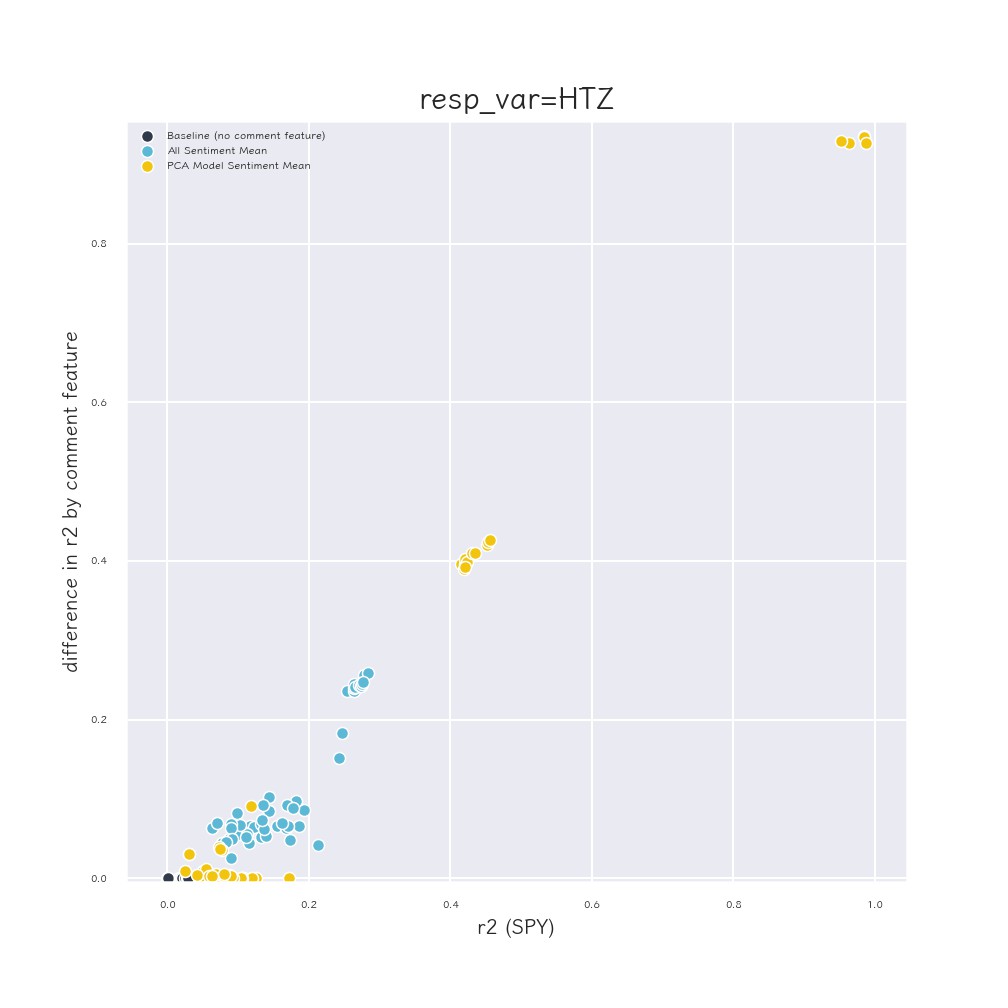 resp_var=HTZ
Baseline (no comment feature)
All Sentiment Mean
PCA Model Sentiment Mean
difference in r2 by comment feature
0.8
0.6
0.4
0.2
0.0
0.0 0.2 0.4 0.6 0.8 1.0
r2 (SPY)